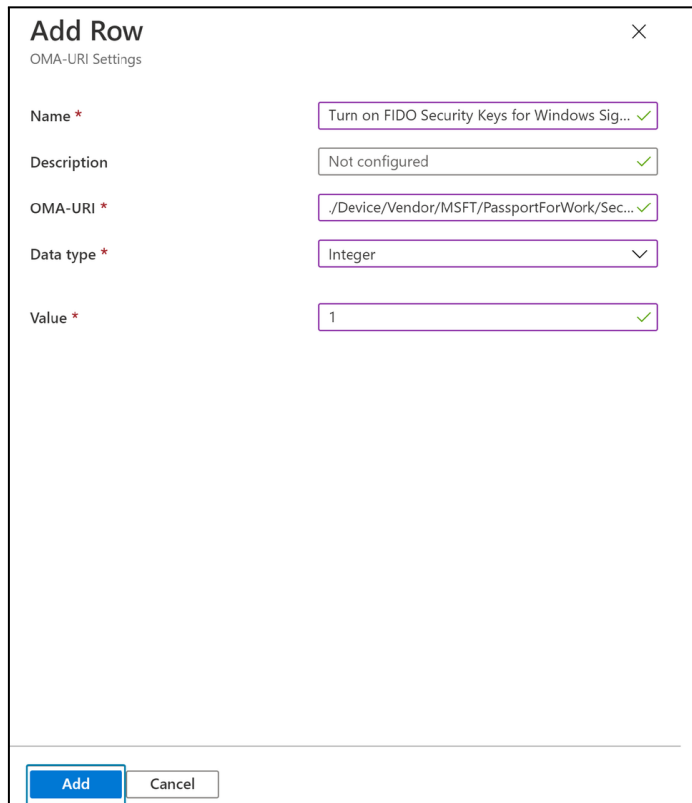 Add Row
OMA-URI Settings
Name *
Turn on FIDO Security Keys for Windows Sig...
Description
Not configured
OMA-URI *
./Device/Vendor/MSFT/PassportForWork/Sec...
Data type *
Integer
Value *
1
Add
Cancel